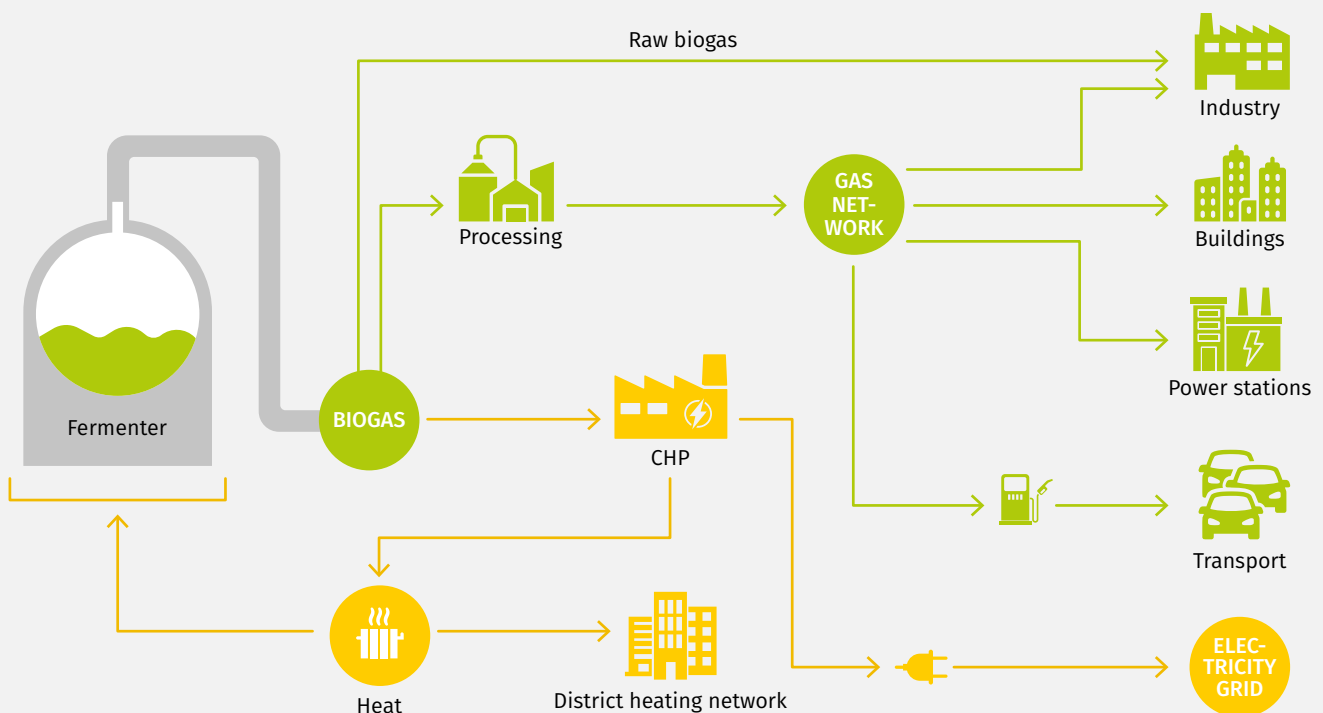 Raw biogas
Industry
GAS
NET-
WORK
Processing
Buildings
Power stations
BIOGAS
Fermenter
CHP
Transport
ELEC-
TRICITY
GRID
District heating network
Heat